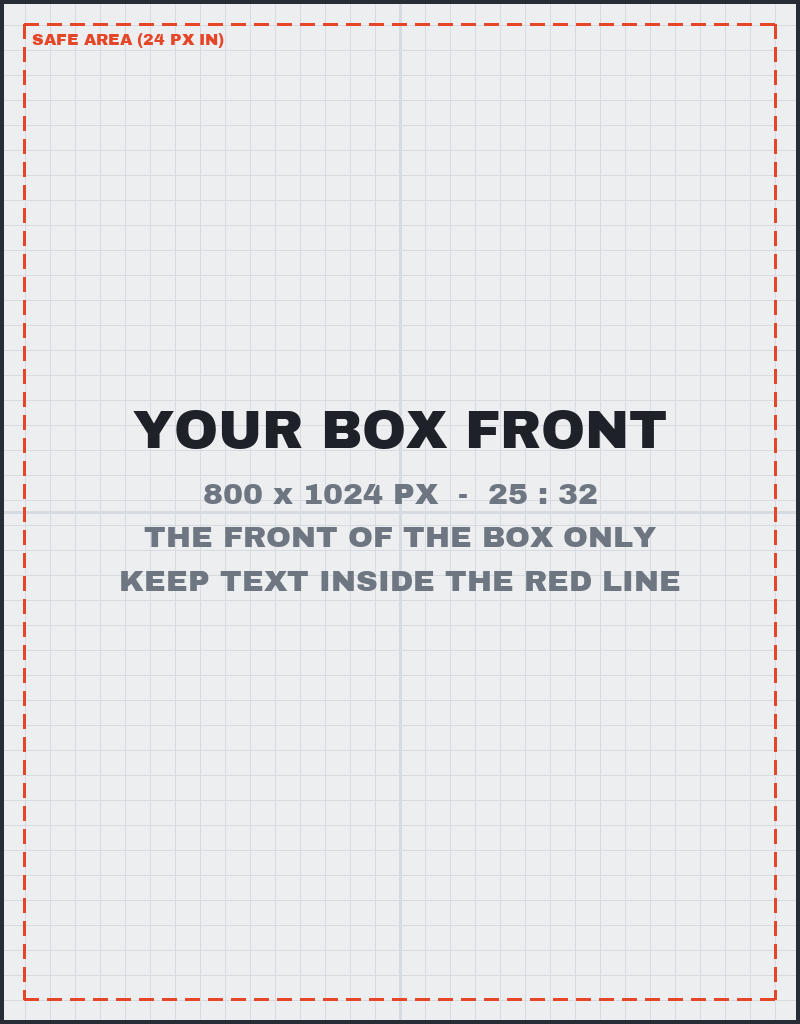 SAFE AREA (24 PX IN)
YOUR BOX FRONT
800 x 1024 PX - 25 : 32
THE FRONT OF THE BOX ONLY
KEEP TEXT INSIDE THE RED LINE